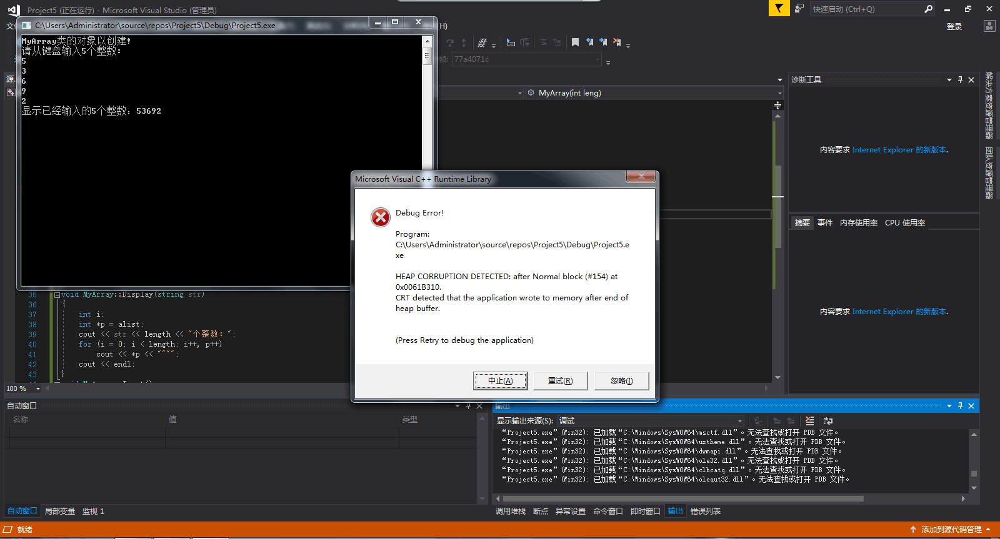 Project5 (正在运行) - Microsoft Visual Studio (管理员)
快速启动 (Ctrl+Q)
登录
C:\Users\Administrator\source\repos\Project5\Debug\Project5.exe
MyArray类的对象以创建!
请从键盘输入5个整数:
5
3
6
9
2
显示已经输入的5个整数: 53692
77a4071c
MyArray(int leng)
诊断工具
内容要求 Internet Explorer 的新版本.
摘要 事件 内存使用率 CPU 使用率
内容要求 Internet Explorer 的新版本.
解决方案资源管理器
团队资源管理器
Microsoft Visual C++ Runtime Library
Debug Error!
Program:
C:\Users\Administrator\source\repos\Project5\Debug\Project5.e
xe
HEAP CORRUPTION DETECTED: after Normal block (#154) at
0x0061B310.
CRT detected that the application wrote to memory after end of
heap buffer.
(Press Retry to debug the application)
中止(A) 重试(R) 忽略(I)
35 void MyArray::Display(string str)
36 {
37 int i;
38 int *p = alist;
39 cout << str << length << "个整数: ";
40 for (i = 0; i < length; i++, p++)
41 cout << *p << """";
42 cout << endl;
43 }
100 %
自动窗口
名称 值 类型
自动窗口 局部变量 监视 1
输出
显示输出来源(S): 调试
“Project5.exe”(Win32): 已加载“C:\Windows\SysWOW64\msctf.dll”。无法查找或打开 PDB 文件。
“Project5.exe”(Win32): 已加载“C:\Windows\SysWOW64\uxtheme.dll”。无法查找或打开 PDB 文件。
“Project5.exe”(Win32): 已加载“C:\Windows\SysWOW64\dwmapi.dll”。无法查找或打开 PDB 文件。
“Project5.exe”(Win32): 已加载“C:\Windows\SysWOW64\ole32.dll”。无法查找或打开 PDB 文件。
“Project5.exe”(Win32): 已加载“C:\Windows\SysWOW64\clbcatq.dll”。无法查找或打开 PDB 文件。
“Project5.exe”(Win32): 已加载“C:\Windows\SysWOW64\oleaut32.dll”。无法查找或打开 PDB 文件。
调用堆栈 断点 异常设置 命令窗口 即时窗口 输出 错误列表
就绪
添加到源代码管理